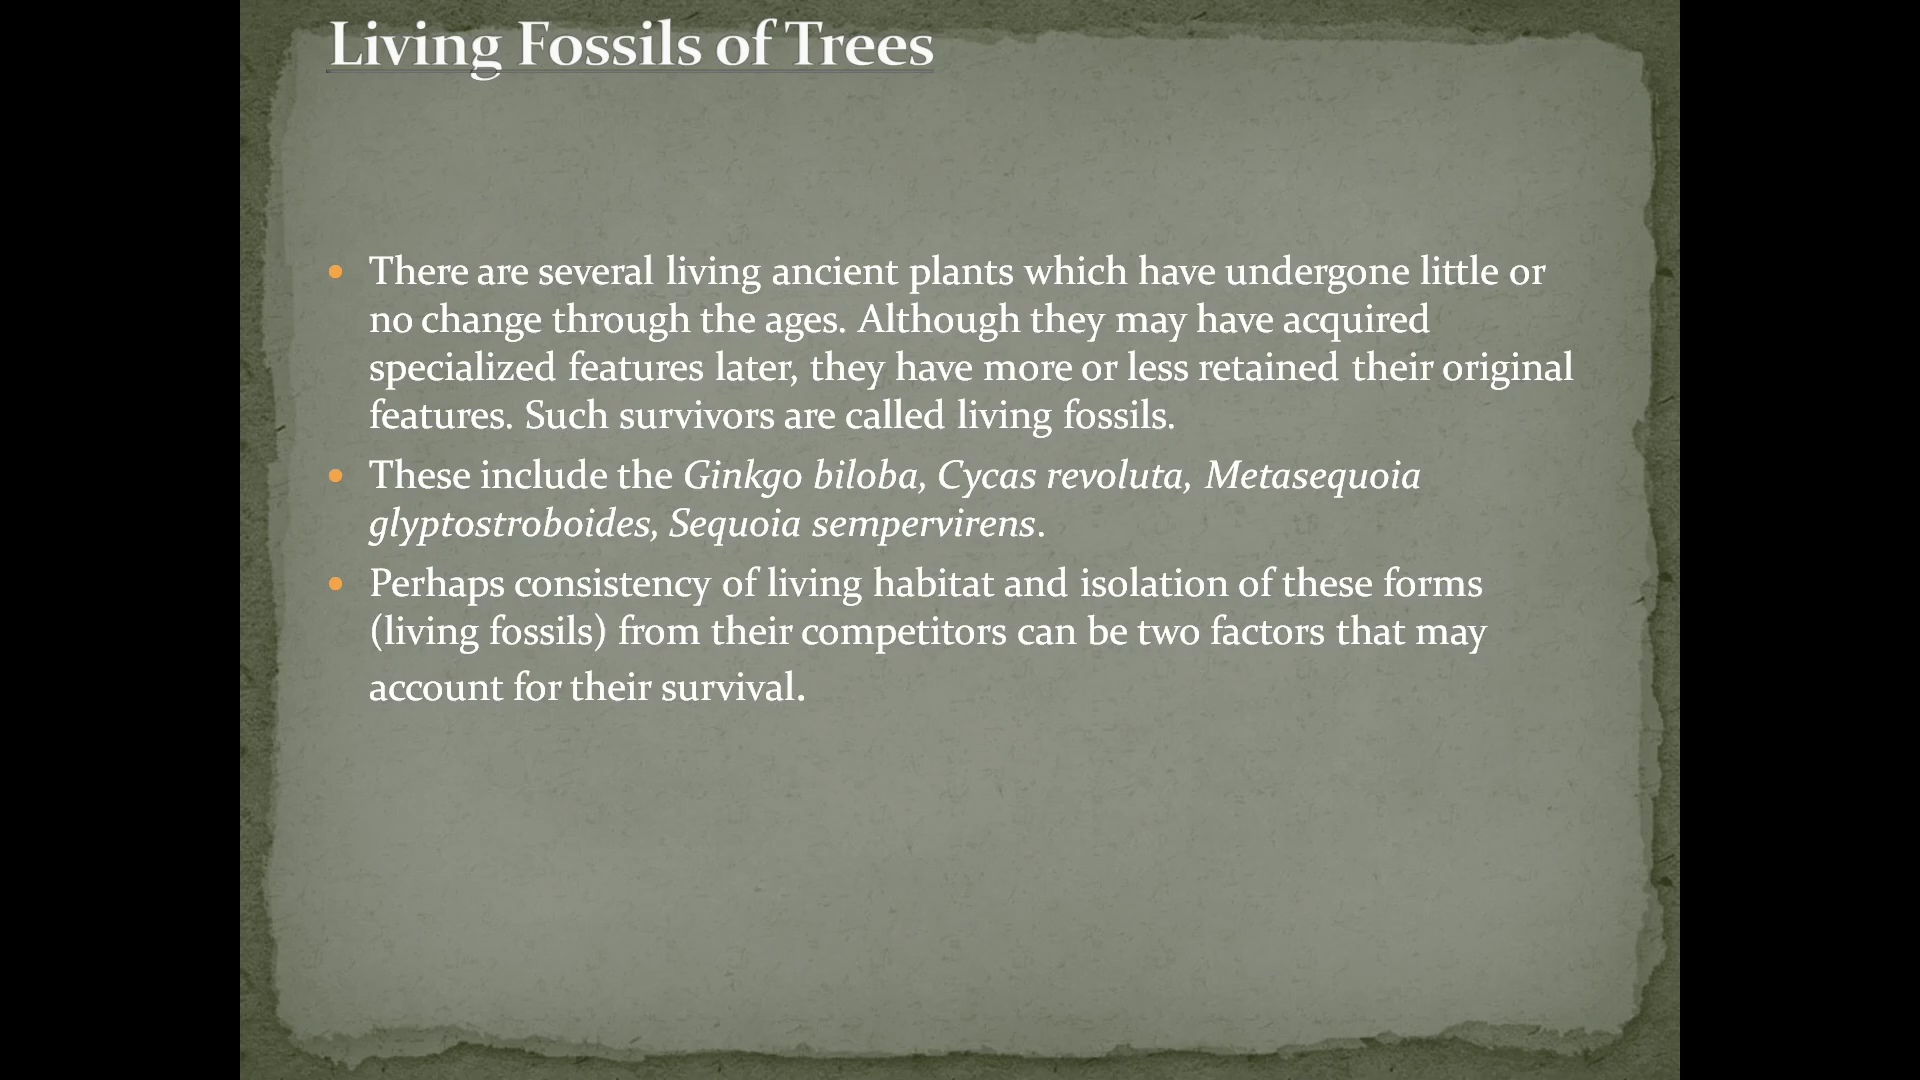 Living Fossils of Trees
• There are several living ancient plants which have undergone little or
no change through the ages. Although they may have acquired
specialized features later, they have more or less retained their original
features. Such survivors are called living fossils.
• These include the Ginkgo biloba, Cycas revoluta, Metasequoia
glyptostroboides, Sequoia sempervirens.
• Perhaps consistency of living habitat and isolation of these forms
(living fossils) from their competitors can be two factors that may
account for their survival.